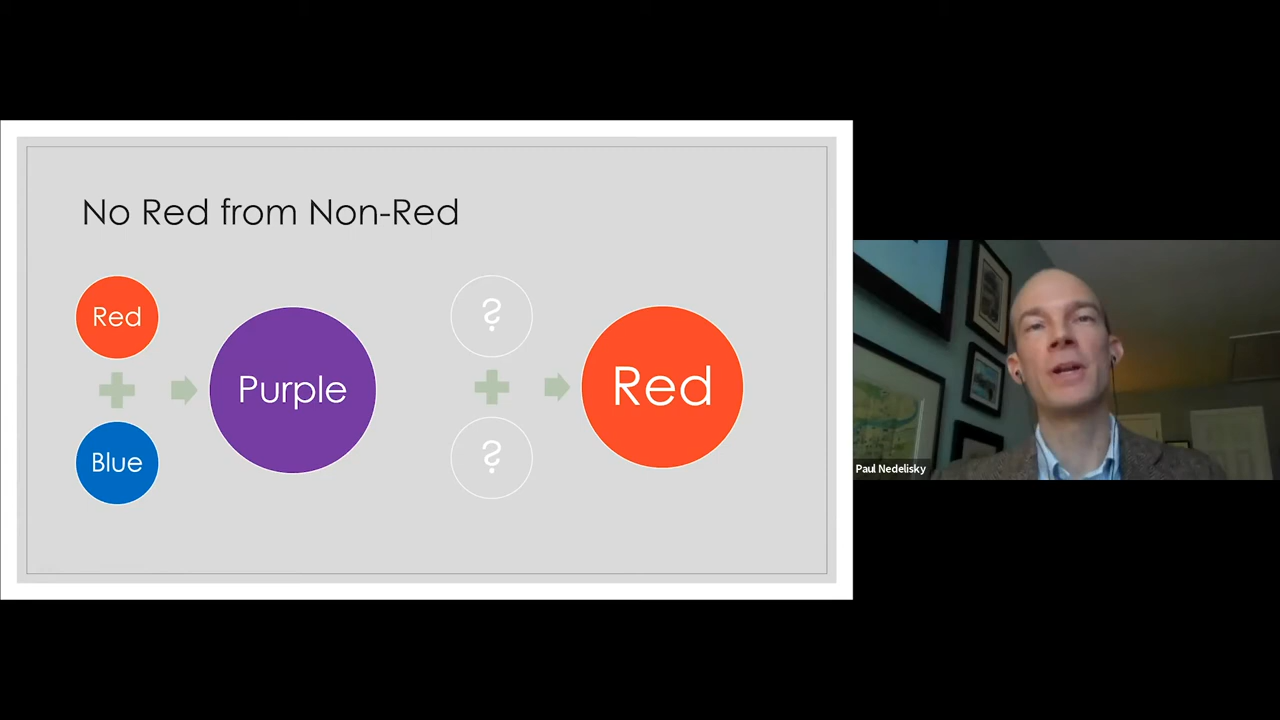 No Red from Non-Red
Red
Blue
Purple
?
?
Red
Paul Nedelisky